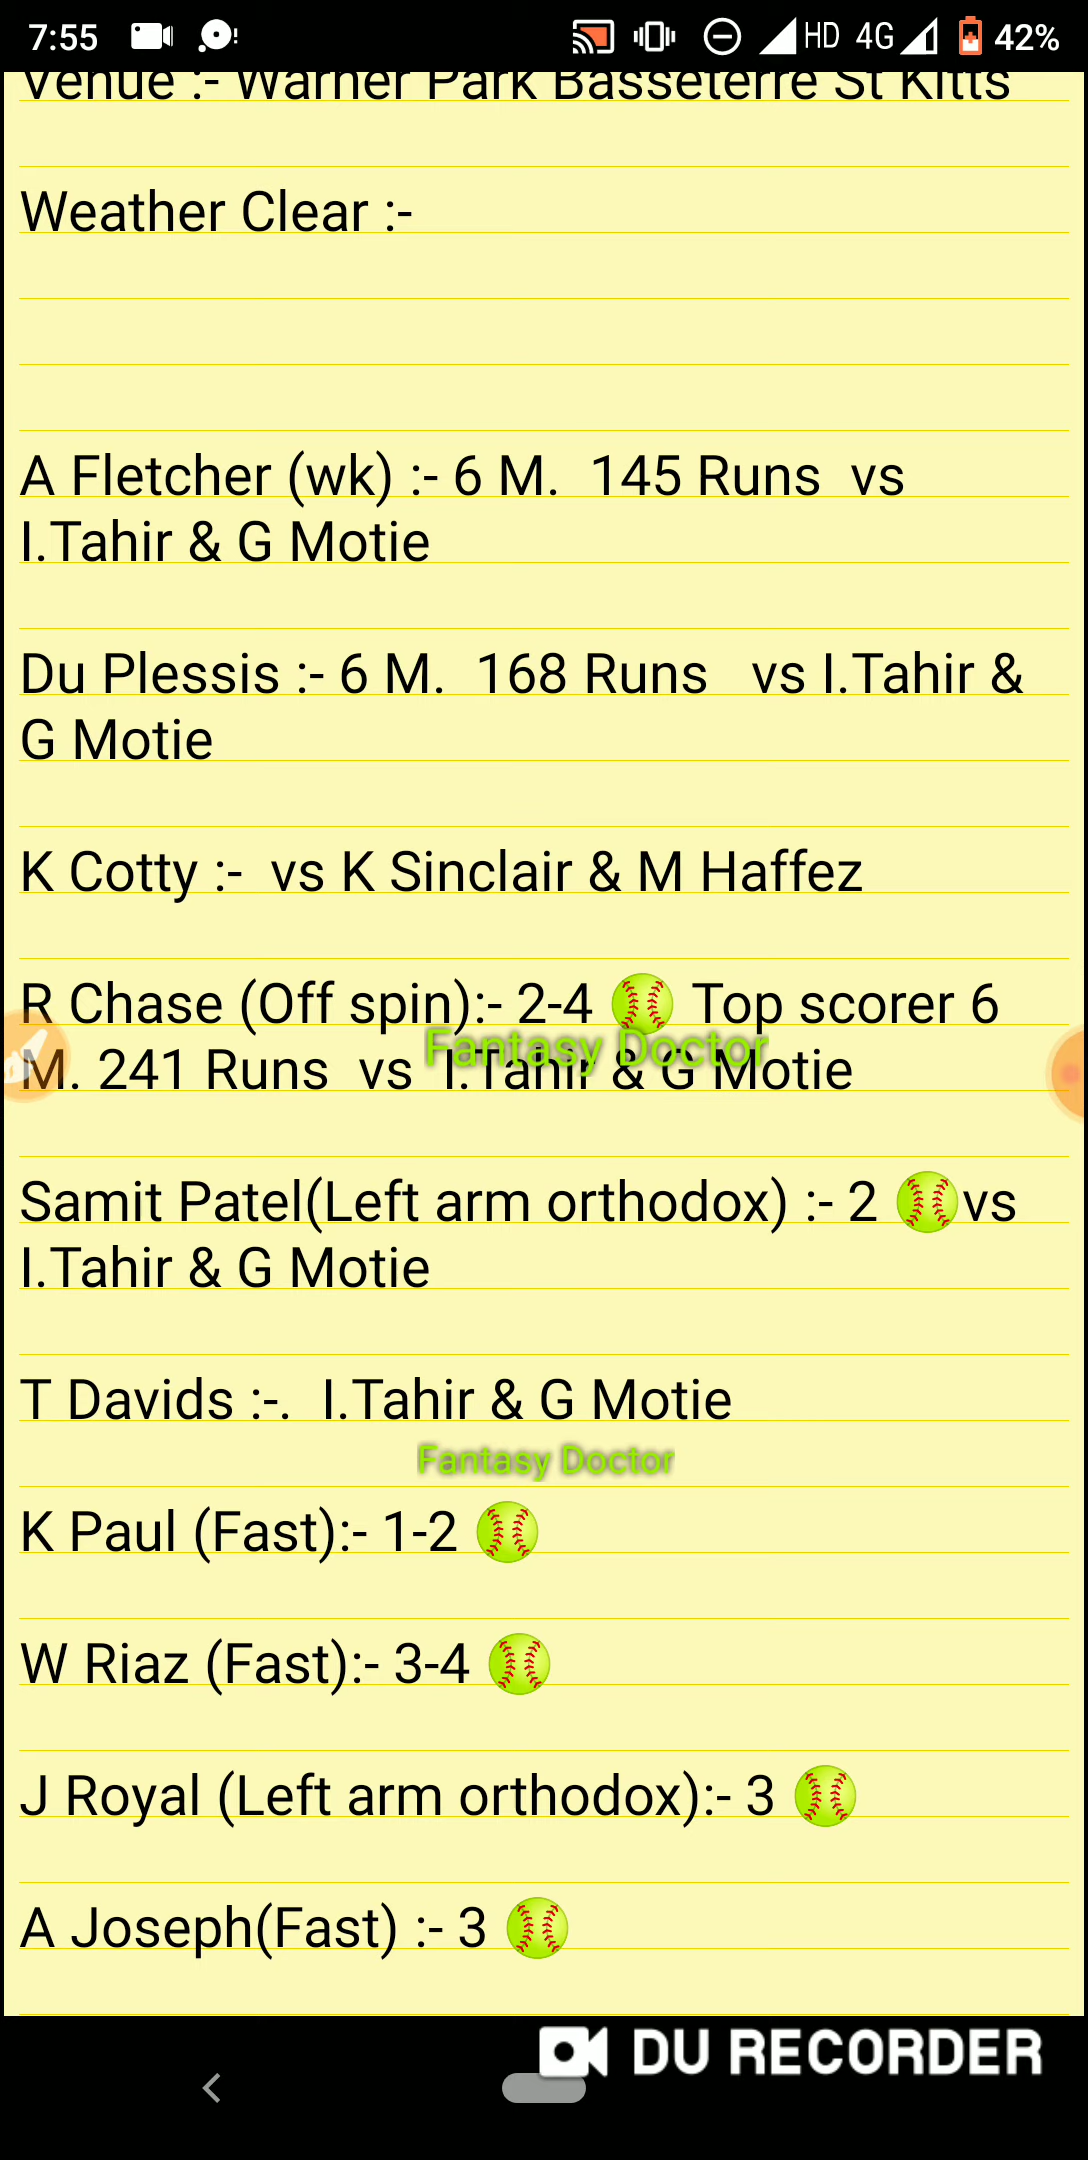 7:55 HD 4G 42%
Venue :- Warner Park Basseterre St Kitts
Weather Clear :-
A Fletcher (wk) :- 6 M.  145 Runs  vs
I.Tahir & G Motie
Du Plessis :- 6 M.  168 Runs   vs I.Tahir &
G Motie
K Cotty :-  vs K Sinclair & M Haffez
R Chase (Off spin):- 2-4 🥎 Top scorer 6
Fantasy Doctor
M. 241 Runs  vs  I.Tahir & G Motie
Samit Patel(Left arm orthodox) :- 2 🥎vs
I.Tahir & G Motie
T Davids :-.  I.Tahir & G Motie
Fantasy Doctor
K Paul (Fast):- 1-2 🥎
W Riaz (Fast):- 3-4 🥎
J Royal (Left arm orthodox):- 3 🥎
A Joseph(Fast) :- 3 🥎
DU RECORDER